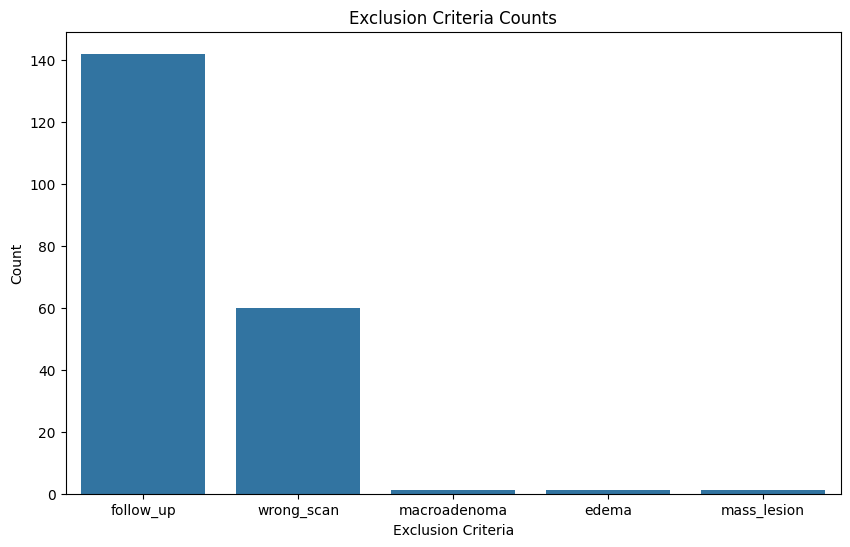 Exclusion Criteria Counts
Count
140
120
100
80
60
40
20
0
follow_up wrong_scan macroadenoma edema mass_lesion
Exclusion Criteria